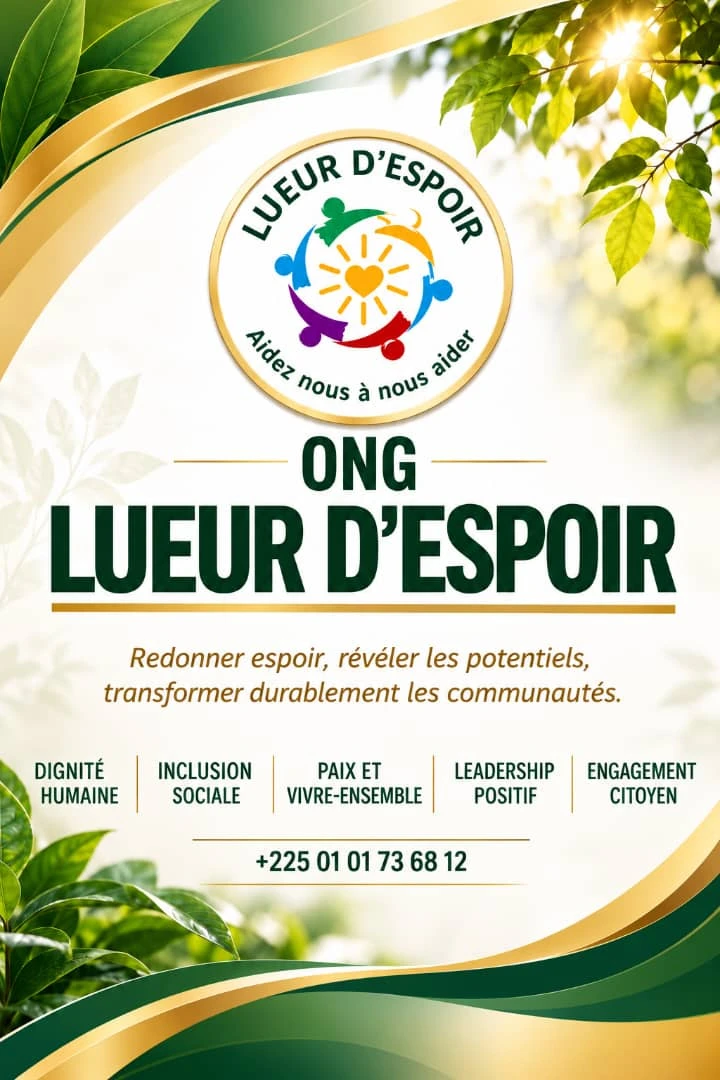 LUEUR D'ESPOIR
Aidez nous à nous aider
ONG
LUEUR D'ESPOIR
Redonner espoir, révéler les potentiels,
transformer durablement les communautés.
DIGNITÉ
HUMAINE
INCLUSION
SOCIALE
PAIX ET
VIVRE-ENSEMBLE
LEADERSHIP
POSITIF
ENGAGEMENT
CITOYEN
+225 01 01 73 68 12